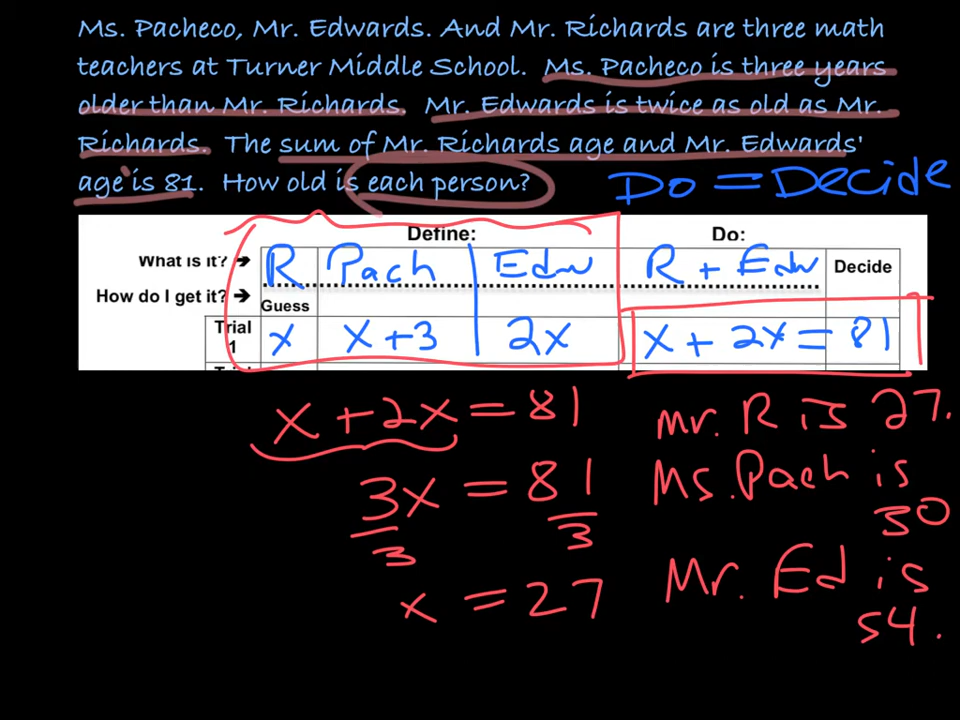 Ms. Pacheco, Mr. Edwards. And Mr. Richards are three math
teachers at Turner Middle School. Ms. Pacheco is three years
older than Mr. Richards. Mr. Edwards is twice as old as Mr.
Richards. The sum of Mr. Richards age and Mr. Edwards'
age is 81. How old is each person?
Do = Decide
Define: Do:
What is it? → R Pach Edw R + Edw Decide
How do I get it? → Guess
Trial 1 x x+3 2x x + 2x = 81
x + 2x = 81
3x = 81
3 3
x = 27
mr. R is 27.
Ms. Pach is
30
Mr. Ed is
54.